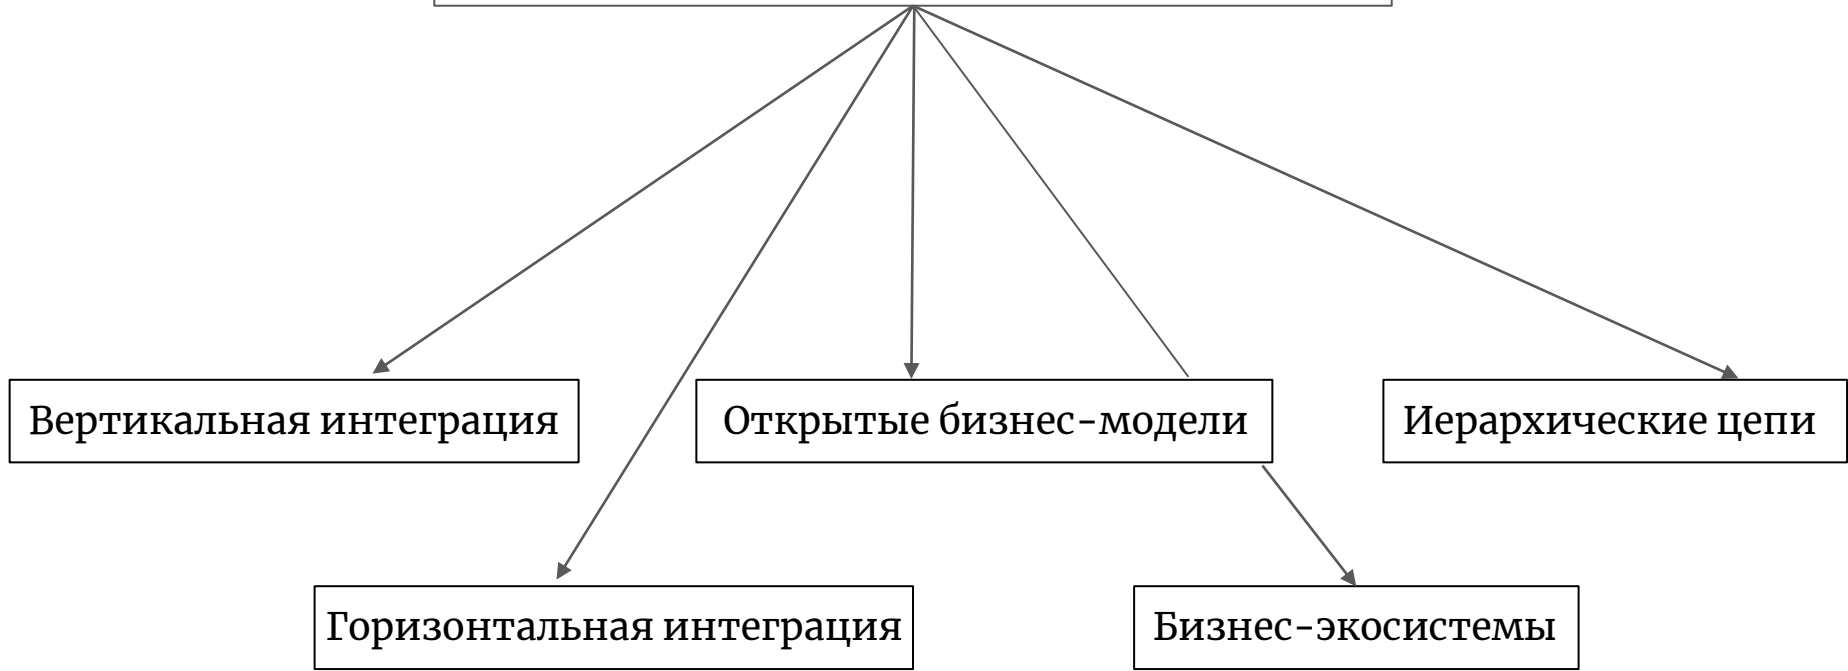 Вертикальная интеграция
Открытые бизнес-модели
Иерархические цепи
Горизонтальная интеграция
Бизнес-экосистемы